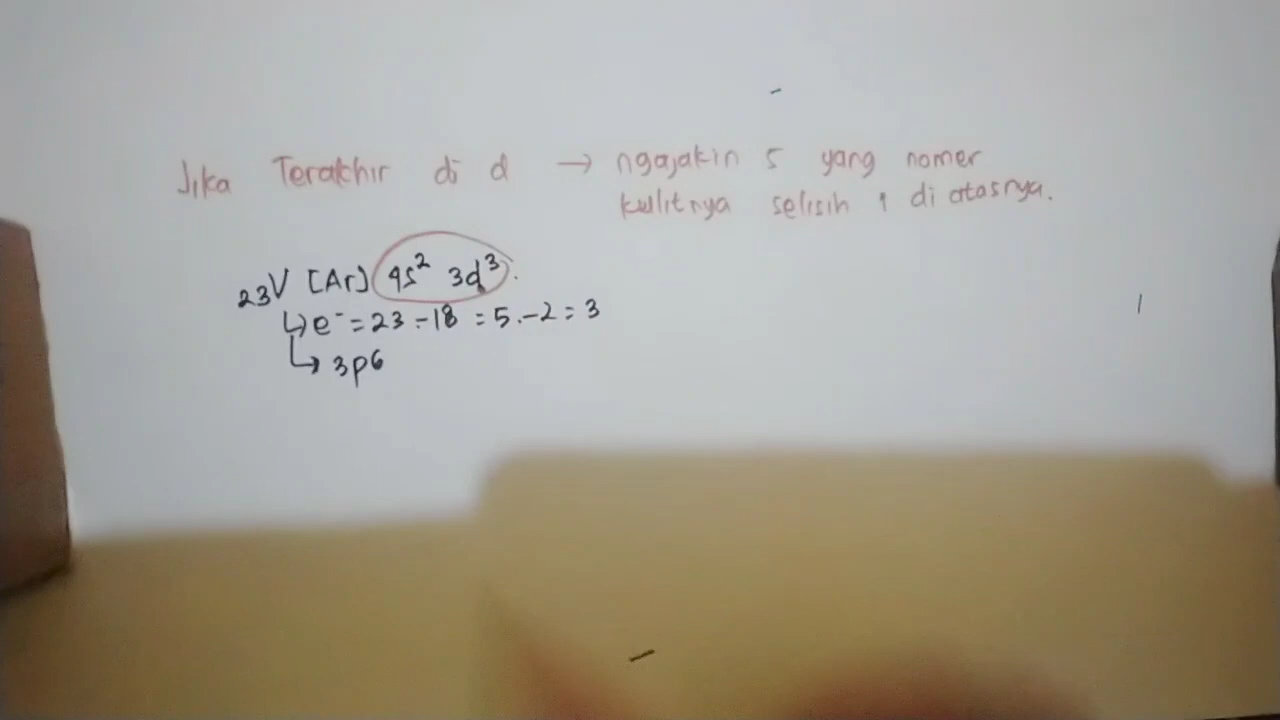 Jika Terakhir di d → ngajakin s yang nomer
kulitnya selisih 1 di atasnya.
₂₃V [Ar] 4s² 3d³.
↳ e⁻ = 23 - 18 = 5 - 2 = 3
↳ 3p6